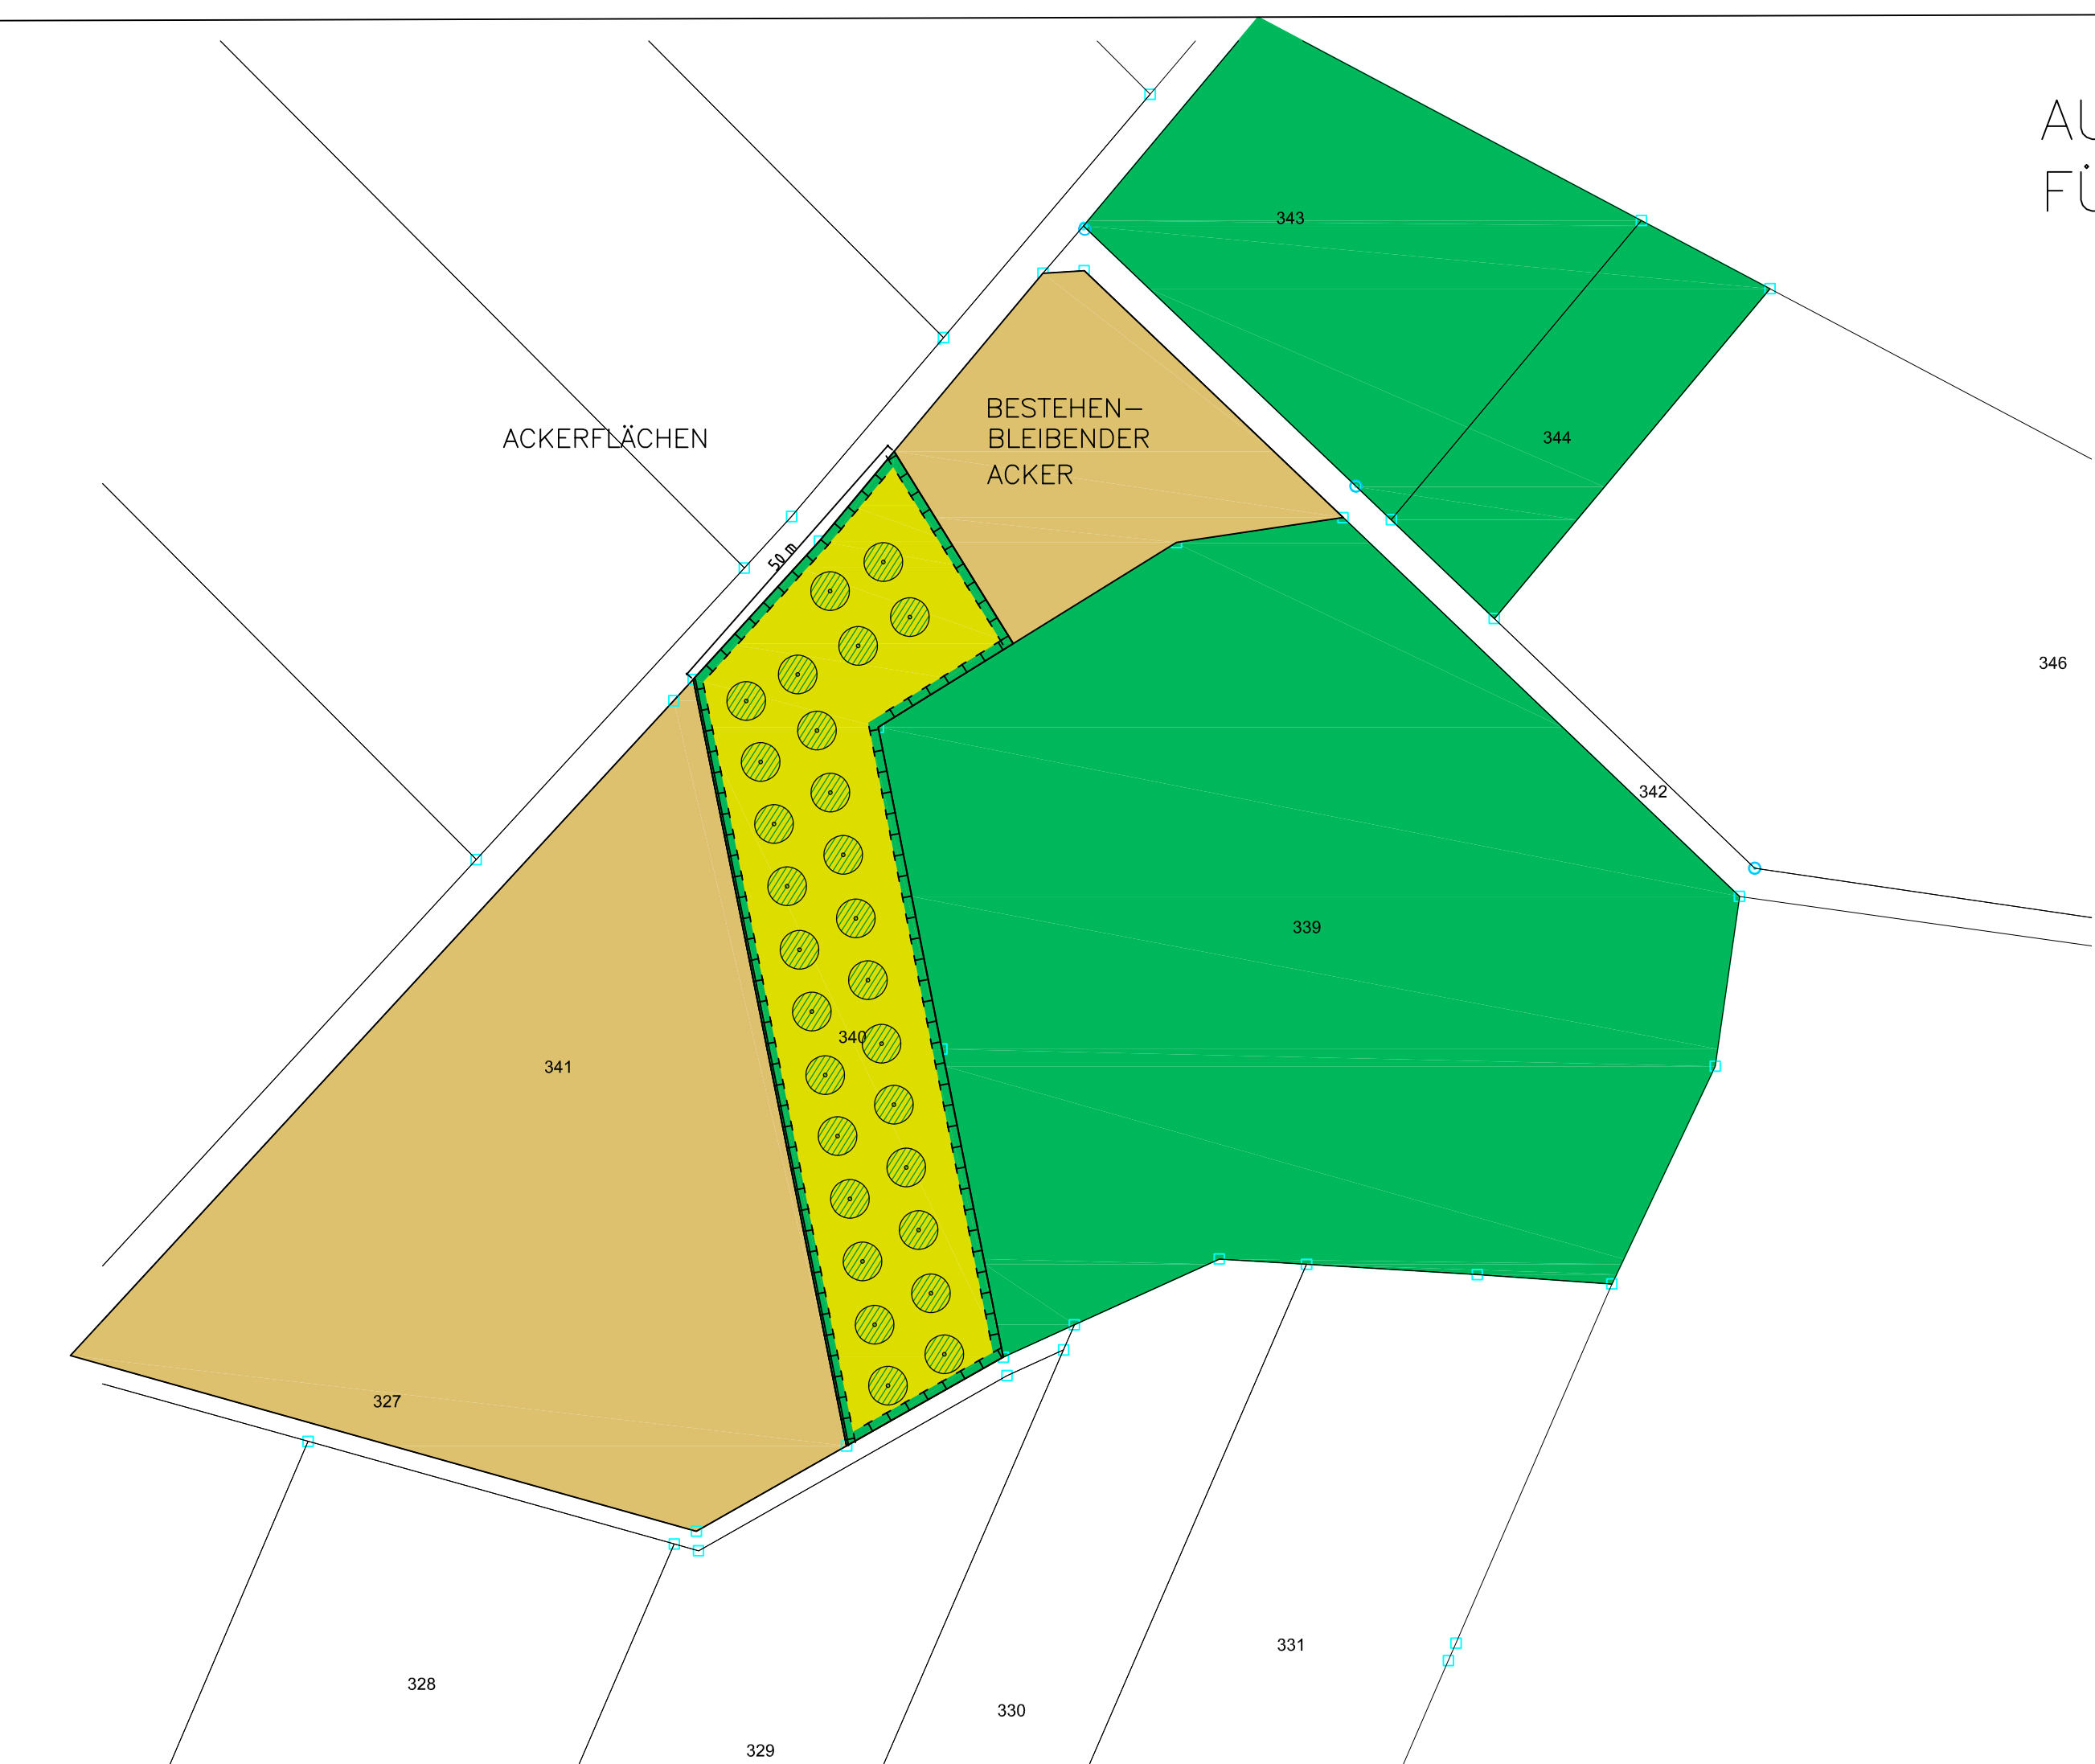 AU
FÜ
343
BESTEHEN-
BLEIBENDER
ACKER
ACKERFLÄCHEN
344
50 m
346
342
339
340
341
327
331
328
330
329